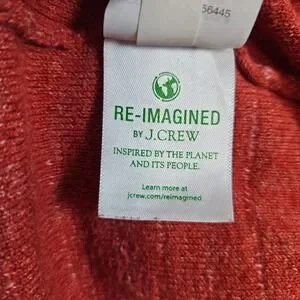 56445
RE-IMAGINED
BY J.CREW
INSPIRED BY THE PLANET
AND ITS PEOPLE.
Learn more at
jcrew.com/reimagined